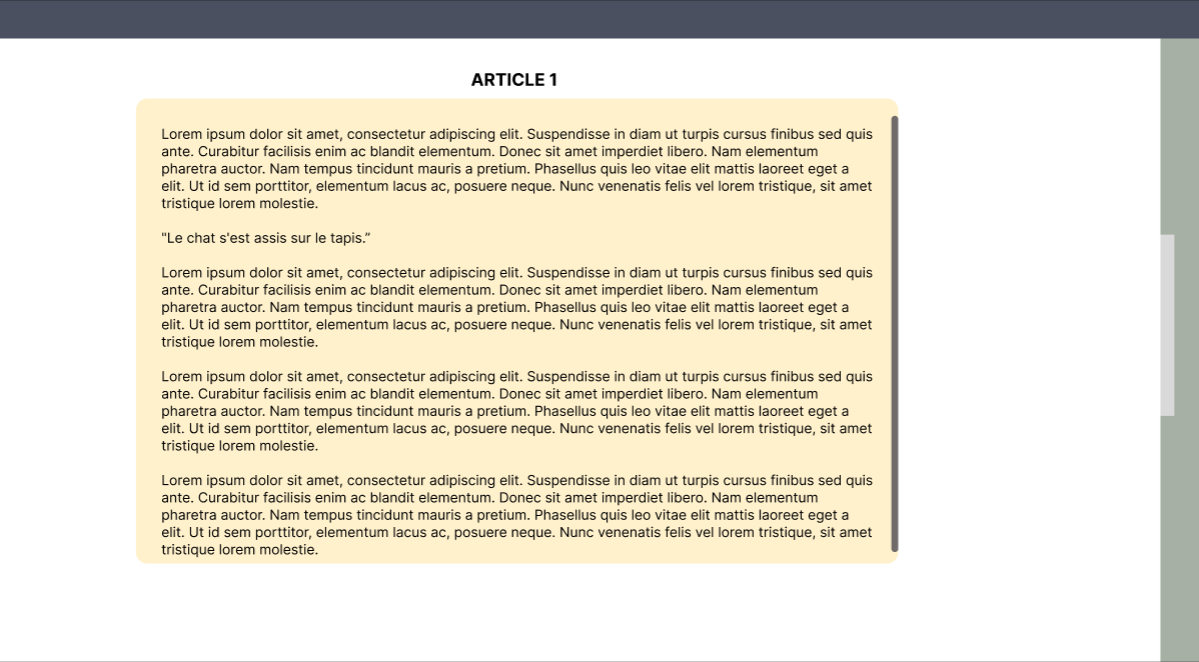 ARTICLE 1
Lorem ipsum dolor sit amet, consectetur adipiscing elit. Suspendisse in diam ut turpis cursus finibus sed quis
ante. Curabitur facilisis enim ac blandit elementum. Donec sit amet imperdiet libero. Nam elementum
pharetra auctor. Nam tempus tincidunt mauris a pretium. Phasellus quis leo vitae elit mattis laoreet eget a
elit. Ut id sem porttitor, elementum lacus ac, posuere neque. Nunc venenatis felis vel lorem tristique, sit amet
tristique lorem molestie.
"Le chat s'est assis sur le tapis.”
Lorem ipsum dolor sit amet, consectetur adipiscing elit. Suspendisse in diam ut turpis cursus finibus sed quis
ante. Curabitur facilisis enim ac blandit elementum. Donec sit amet imperdiet libero. Nam elementum
pharetra auctor. Nam tempus tincidunt mauris a pretium. Phasellus quis leo vitae elit mattis laoreet eget a
elit. Ut id sem porttitor, elementum lacus ac, posuere neque. Nunc venenatis felis vel lorem tristique, sit amet
tristique lorem molestie.
Lorem ipsum dolor sit amet, consectetur adipiscing elit. Suspendisse in diam ut turpis cursus finibus sed quis
ante. Curabitur facilisis enim ac blandit elementum. Donec sit amet imperdiet libero. Nam elementum
pharetra auctor. Nam tempus tincidunt mauris a pretium. Phasellus quis leo vitae elit mattis laoreet eget a
elit. Ut id sem porttitor, elementum lacus ac, posuere neque. Nunc venenatis felis vel lorem tristique, sit amet
tristique lorem molestie.
Lorem ipsum dolor sit amet, consectetur adipiscing elit. Suspendisse in diam ut turpis cursus finibus sed quis
ante. Curabitur facilisis enim ac blandit elementum. Donec sit amet imperdiet libero. Nam elementum
pharetra auctor. Nam tempus tincidunt mauris a pretium. Phasellus quis leo vitae elit mattis laoreet eget a
elit. Ut id sem porttitor, elementum lacus ac, posuere neque. Nunc venenatis felis vel lorem tristique, sit amet
tristique lorem molestie.